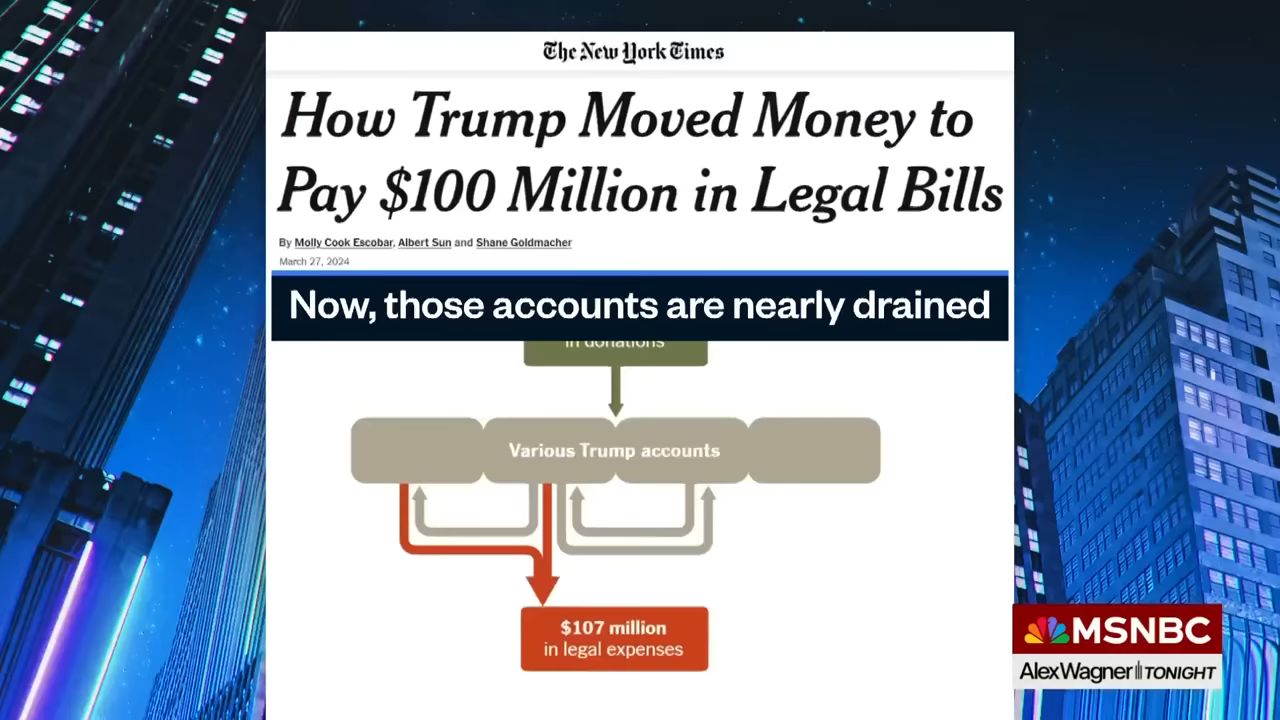 The New York Times
How Trump Moved Money to
Pay $100 Million in Legal Bills
By Molly Cook Escobar, Albert Sun and Shane Goldmacher
March 27, 2024
Now, those accounts are nearly drained
in donations
Various Trump accounts
$107 million
in legal expenses
MSNBC
Alex Wagner TONIGHT